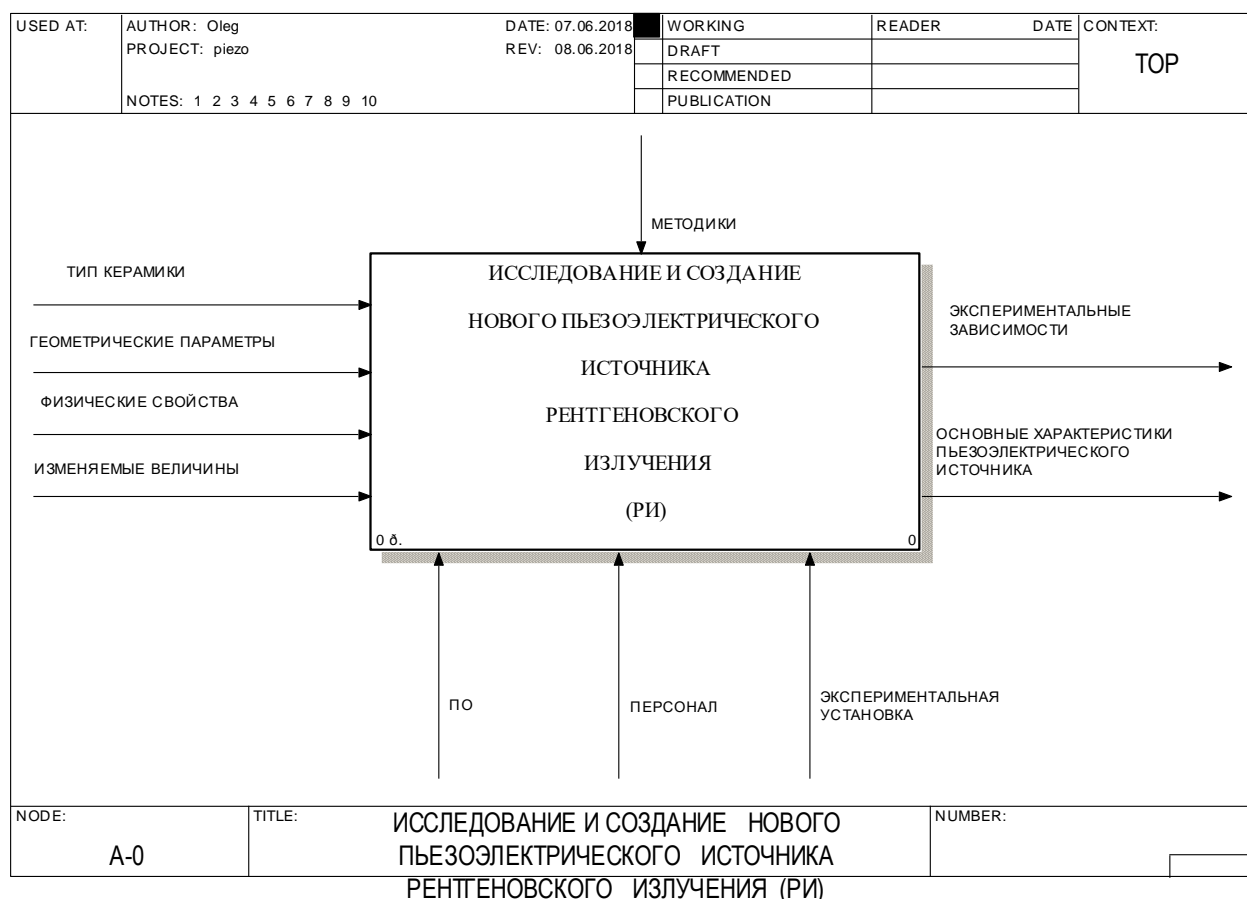 USED AT:
AUTHOR: Oleg
DATE: 07.06.2018
PROJECT: piezo
REV: 08.06.2018
NOTES: 1 2 3 4 5 6 7 8 9 10
WORKING
DRAFT
RECOMMENDED
PUBLICATION
READER
DATE
CONTEXT:
TOP
МЕТОДИКИ
ТИП КЕРАМИКИ
ГЕОМЕТРИЧЕСКИЕ ПАРАМЕТРЫ
ФИЗИЧЕСКИЕ СВОЙСТВА
ИЗМЕНЯЕМЫЕ ВЕЛИЧИНЫ
ИССЛЕДОВАНИЕ И СОЗДАНИЕ
НОВОГО ПЬЕЗОЭЛЕКТРИЧЕСКОГО
ИСТОЧНИКА
РЕНТГЕНОВСКОГО
ИЗЛУЧЕНИЯ
(РИ)
0 ð.
0
ЭКСПЕРИМЕНТАЛЬНЫЕ
ЗАВИСИМОСТИ
ОСНОВНЫЕ ХАРАКТЕРИСТИКИ
ПЬЕЗОЭЛЕКТРИЧЕСКОГО
ИСТОЧНИКА
ПО
ПЕРСОНАЛ
ЭКСПЕРИМЕНТАЛЬНАЯ
УСТАНОВКА
NODE:
A-0
TITLE:
ИССЛЕДОВАНИЕ И СОЗДАНИЕ НОВОГО
ПЬЕЗОЭЛЕКТРИЧЕСКОГО ИСТОЧНИКА
РЕНТГЕНОВСКОГО ИЗЛУЧЕНИЯ (РИ)
NUMBER: